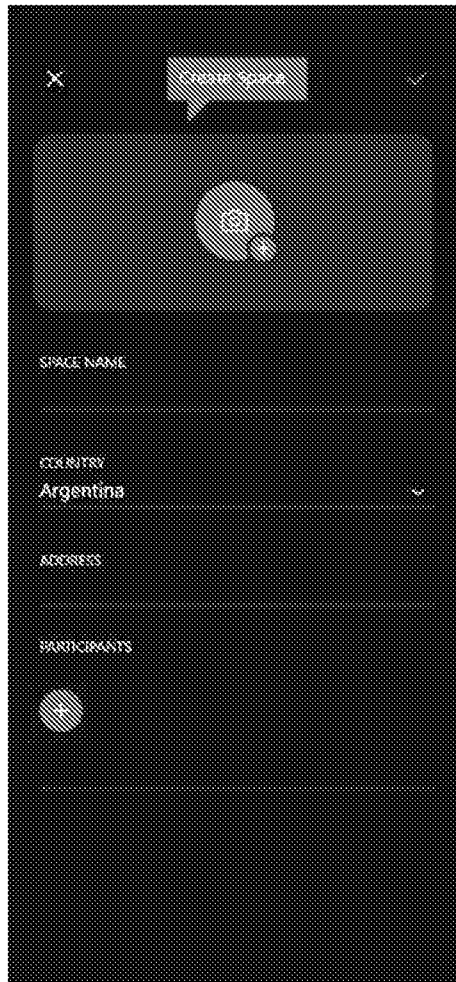 Create Space
SPACE NAME
COUNTRY
Argentina
ADDRESS
PARTICIPANTS